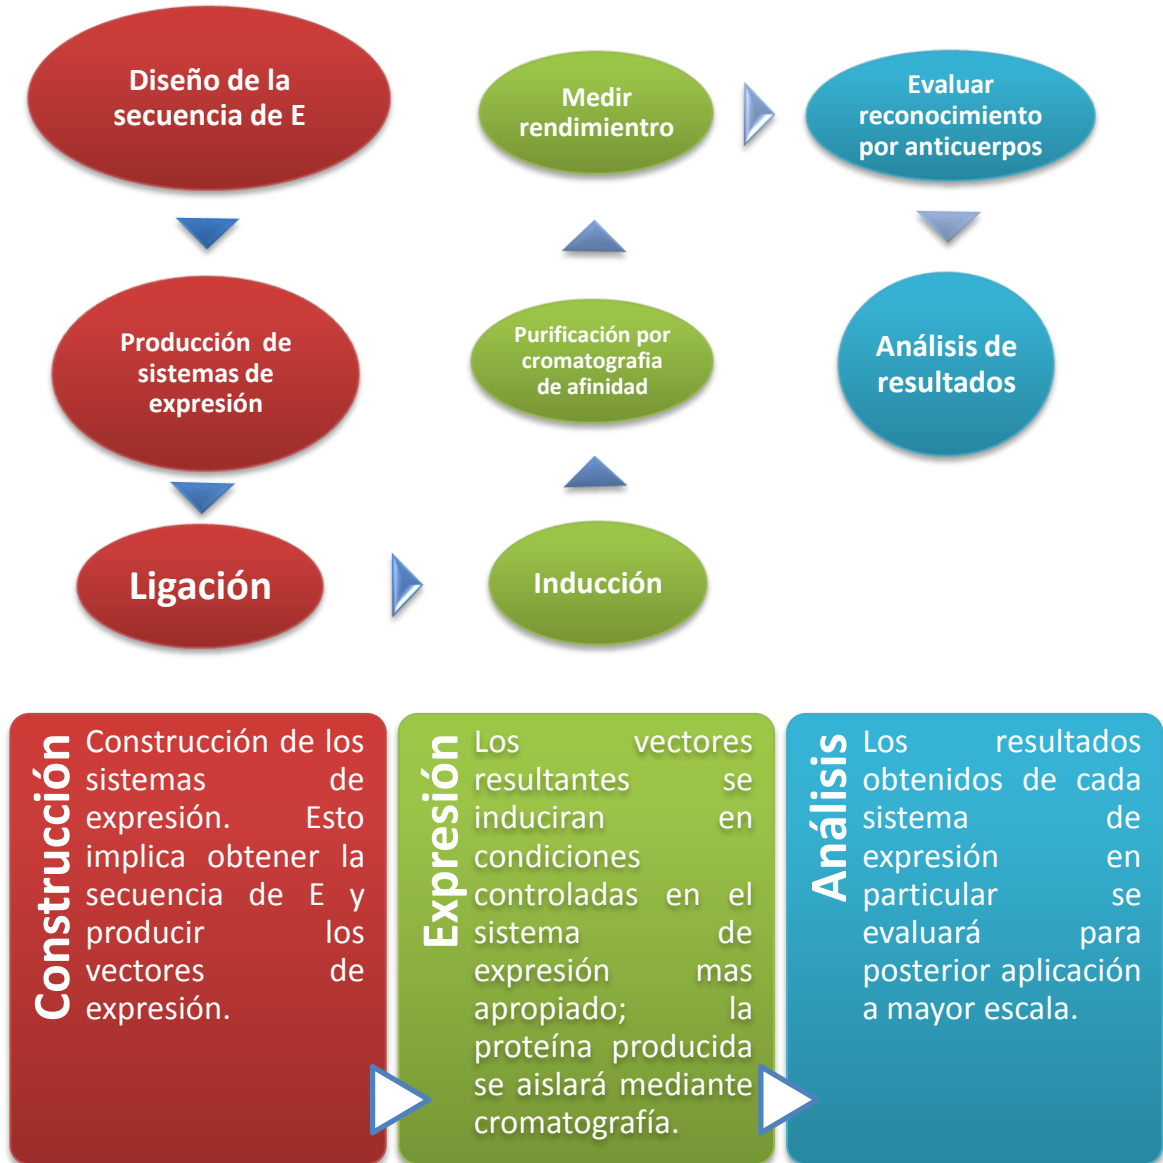 Diseño de la
secuencia de E
Producción de
sistemas de
expresión
Ligación
Inducción
Purificación por
cromatografia
de afinidad
Medir
rendimientro
Evaluar
reconocimiento
por anticuerpos
Análisis de
resultados
Construcción
Construcción de los
sistemas de
expresión. Esto
implica obtener la
secuencia de E y
producir los
vectores de
expresión.
Expresión
Los vectores
resultantes se
induciran en
condiciones
controladas en el
sistema de
expresión mas
apropiado; la
proteína producida
se aislará mediante
cromatografía.
Análisis
Los resultados
obtenidos de cada
sistema de
expresión en
particular se
evaluará para
posterior aplicación
a mayor escala.